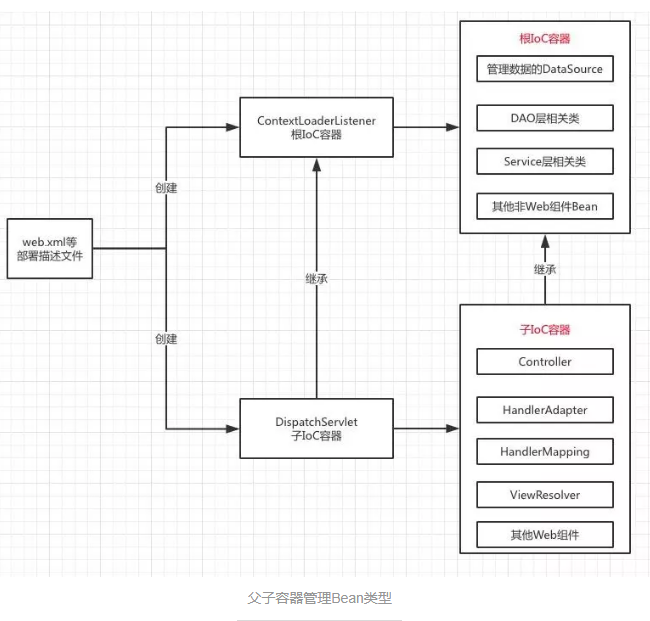 web.xml等
部署描述文件
创建
创建
ContextLoaderListener
根IoC容器
继承
DispatchServlet
子IoC容器
根IoC容器
管理数据的DataSource
DAO层相关类
Service层相关类
其他非Web组件Bean
继承
子IoC容器
Controller
HandlerAdapter
HandlerMapping
ViewResolver
其他Web组件
父子容器管理Bean类型